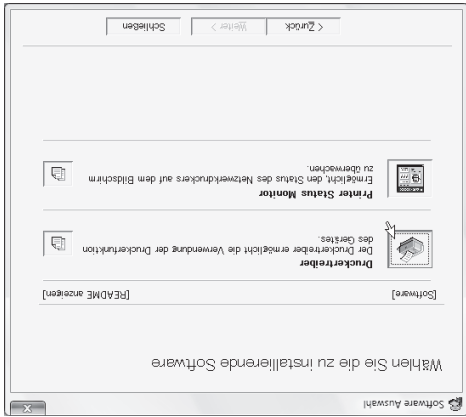 Software Auswahl
Wählen Sie die zu installierende Software
[Software] [README anzeigen]
Druckertreiber
Der Druckertreiber ermöglicht die Verwendung der Druckerfunktion
des Gerätes.
Printer Status Monitor
Ermöglicht, den Status des Netzwerkdruckers auf dem Bildschirm
zu überwachen.
< Zurück Weiter > Schließen